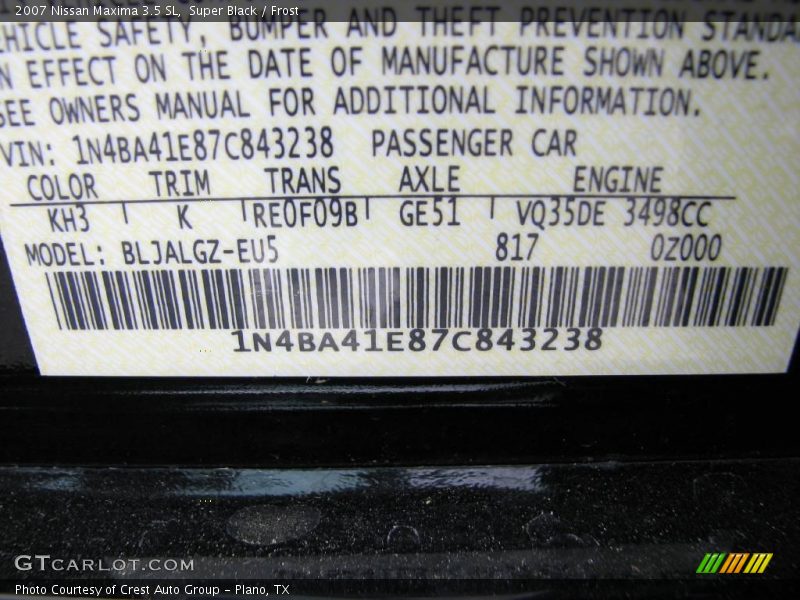 2007 Nissan Maxima 3.5 SL, Super Black / Frost
VEHICLE SAFETY, BUMPER AND THEFT PREVENTION STANDA
N EFFECT ON THE DATE OF MANUFACTURE SHOWN ABOVE.
SEE OWNERS MANUAL FOR ADDITIONAL INFORMATION.
VIN: 1N4BA41E87C843238 PASSENGER CAR
COLOR TRIM TRANS AXLE ENGINE
KH3 K RE0F09B GE51 VQ35DE 3498CC
MODEL: BLJALGZ-EU5 817 0Z000
1N4BA41E87C843238
GTCARLOT.COM
Photo Courtesy of Crest Auto Group - Plano, TX